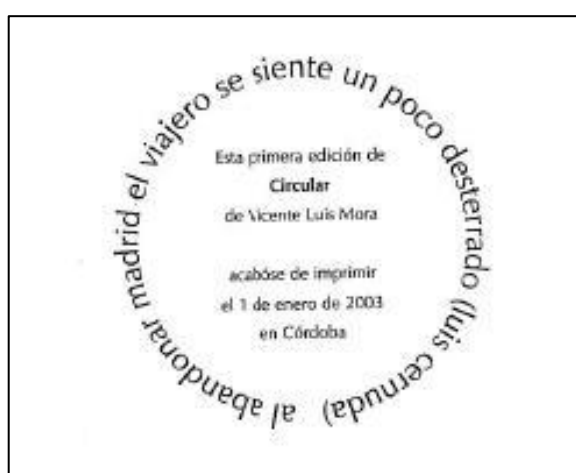 al abandonar madrid el viajero se siente un poco desterrado (luis cernuda)
Esta primera edición de
Circular
de Vicente Luis Mora
acabóse de imprimir
el 1 de enero de 2003
en Córdoba